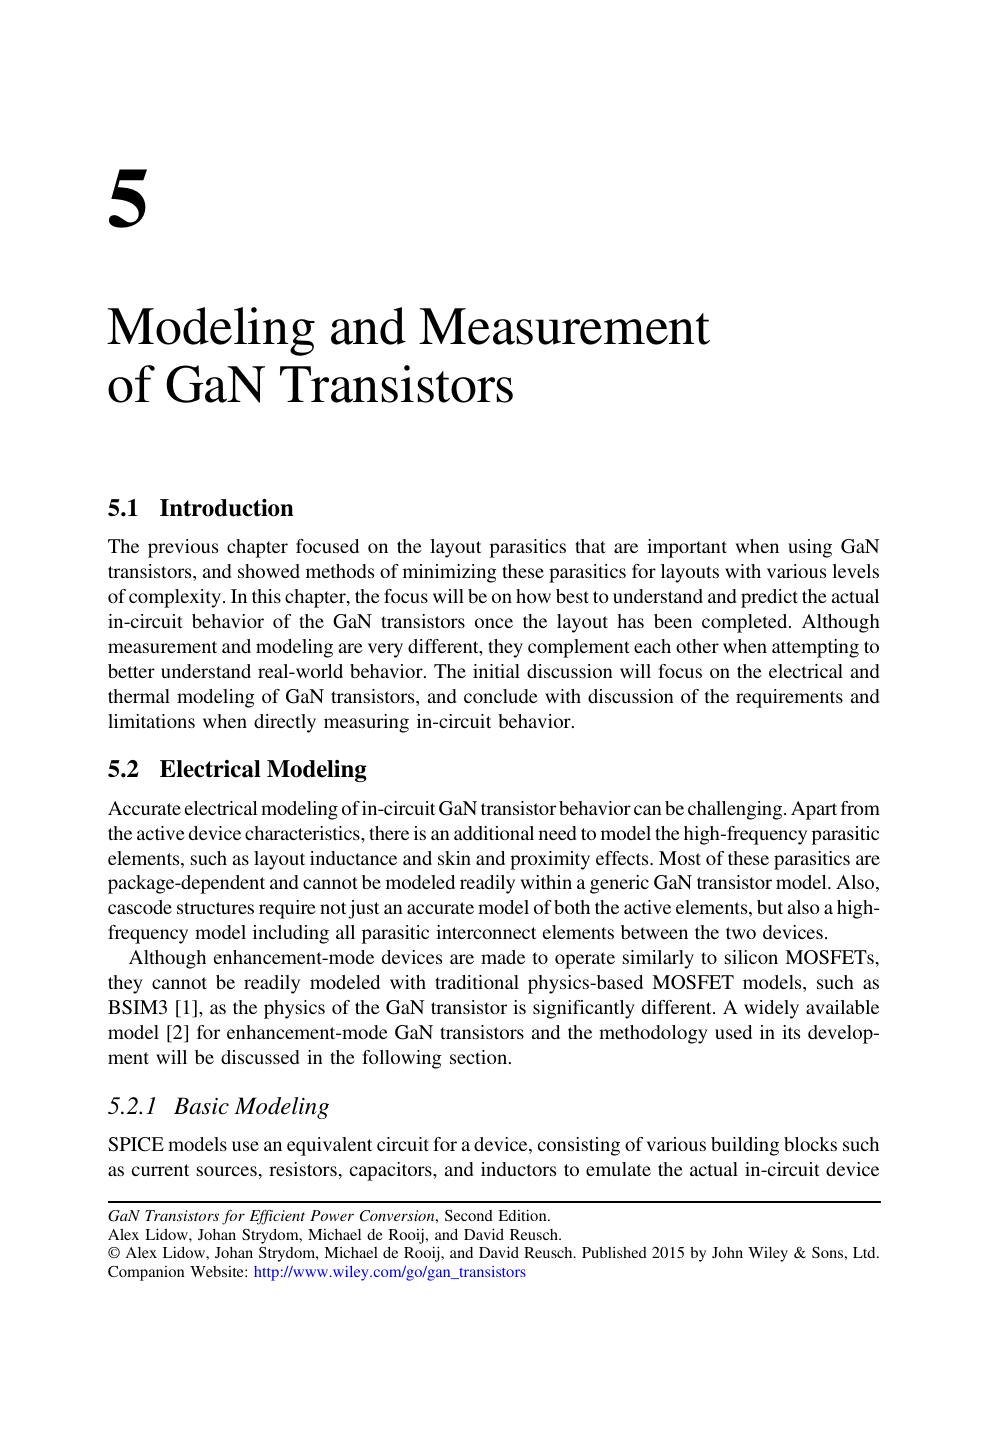 5
Modeling and Measurement
of GaN Transistors
5.1 Introduction
The previous chapter focused on the layout parasitics that are important when using GaN
transistors, and showed methods of minimizing these parasitics for layouts with various levels
of complexity. In this chapter, the focus will be on how best to understand and predict the actual
in-circuit behavior of the GaN transistors once the layout has been completed. Although
measurement and modeling are very different, they complement each other when attempting to
better understand real-world behavior. The initial discussion will focus on the electrical and
thermal modeling of GaN transistors, and conclude with discussion of the requirements and
limitations when directly measuring in-circuit behavior.
5.2 Electrical Modeling
Accurate electrical modeling of in-circuit GaN transistor behavior can be challenging. Apart from
the active device characteristics, there is an additional need to model the high-frequency parasitic
elements, such as layout inductance and skin and proximity effects. Most of these parasitics are
package-dependent and cannot be modeled readily within a generic GaN transistor model. Also,
cascode structures require not just an accurate model of both the active elements, but also a high-
frequency model including all parasitic interconnect elements between the two devices.
Although enhancement-mode devices are made to operate similarly to silicon MOSFETs,
they cannot be readily modeled with traditional physics-based MOSFET models, such as
BSIM3 [1], as the physics of the GaN transistor is significantly different. A widely available
model [2] for enhancement-mode GaN transistors and the methodology used in its develop-
ment will be discussed in the following section.
5.2.1 Basic Modeling
SPICE models use an equivalent circuit for a device, consisting of various building blocks such
as current sources, resistors, capacitors, and inductors to emulate the actual in-circuit device
GaN Transistors for Efficient Power Conversion, Second Edition.
Alex Lidow, Johan Strydom, Michael de Rooij, and David Reusch.
© Alex Lidow, Johan Strydom, Michael de Rooij, and David Reusch. Published 2015 by John Wiley & Sons, Ltd.
Companion Website: http://www.wiley.com/go/gan_transistors